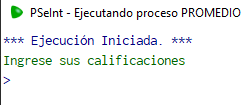 PSeInt - Ejecutando proceso PROMEDIO
*** Ejecución Iniciada. ***
Ingrese sus calificaciones
>